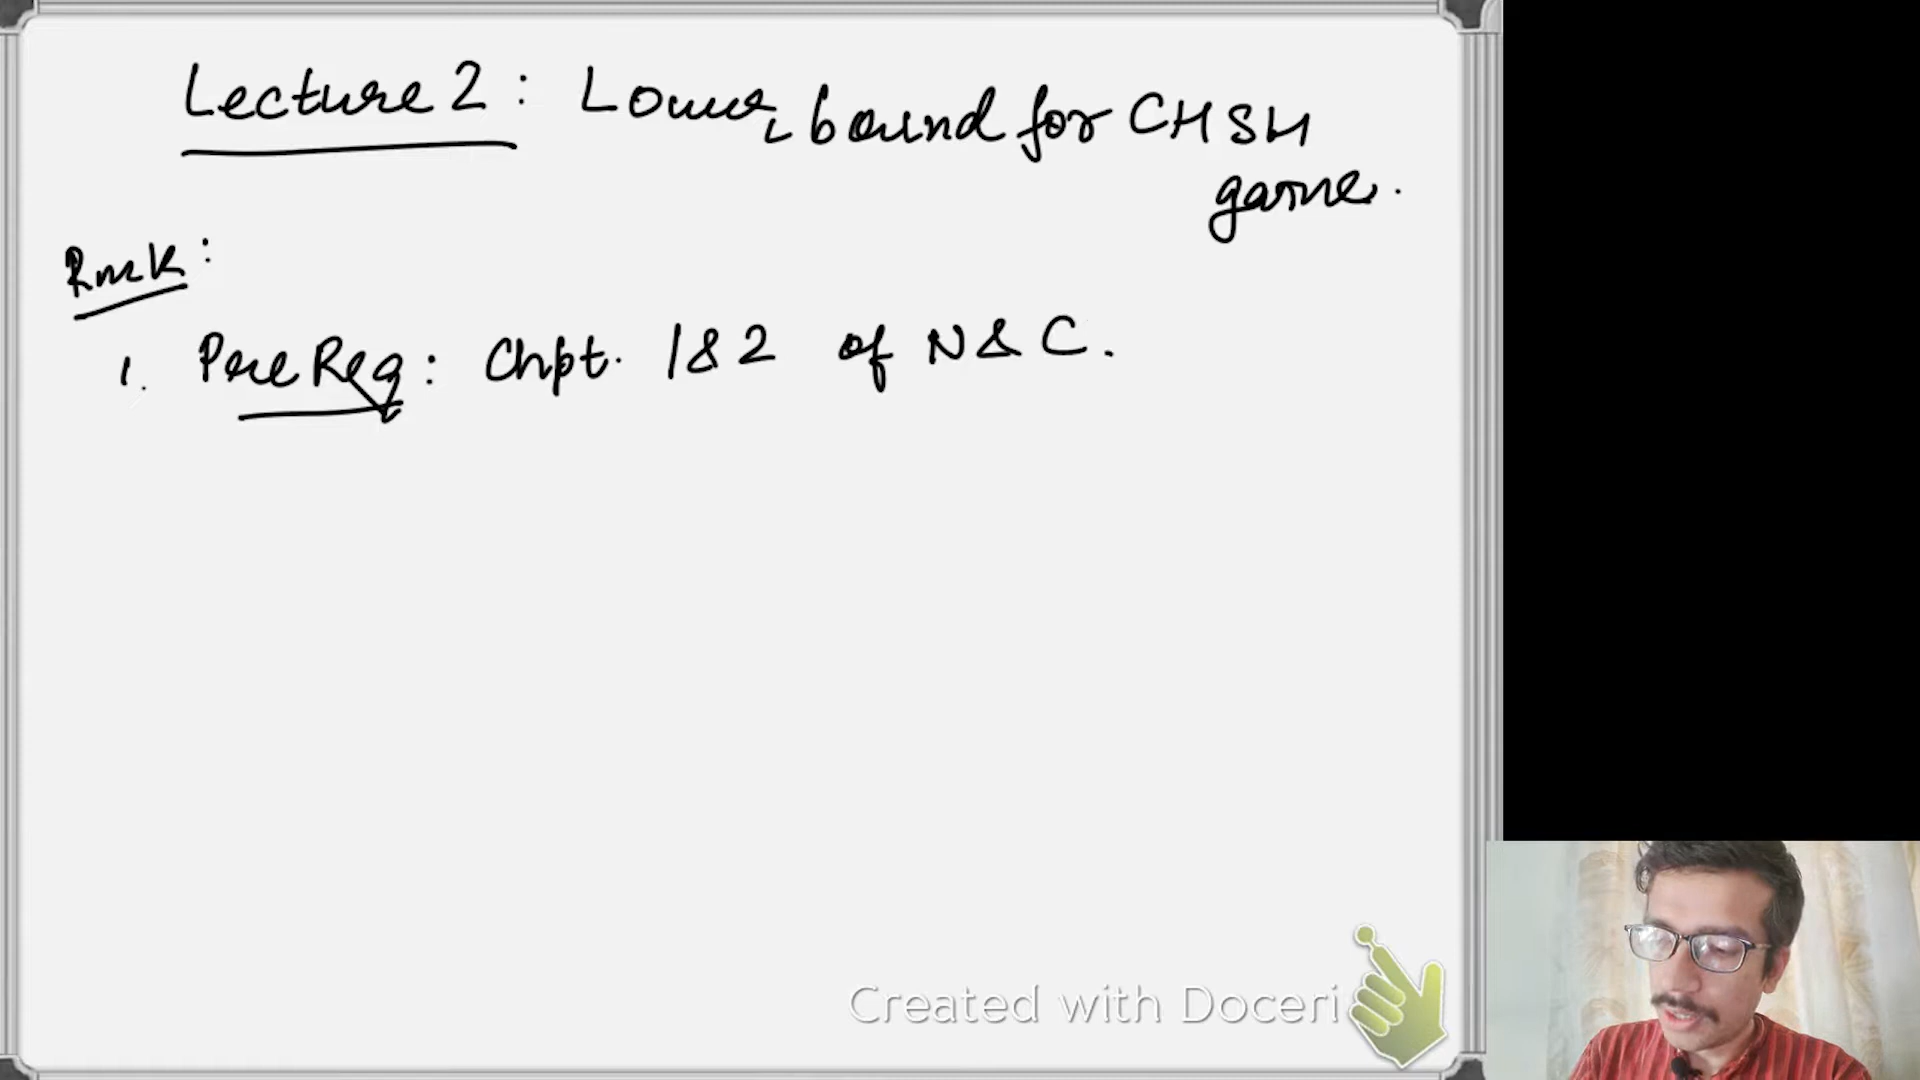 Lecture 2: Lower bound for CHSH
game.
Rmk:
1. PreReq: Chpt. 1&2 of N&C.
Created with Doceri